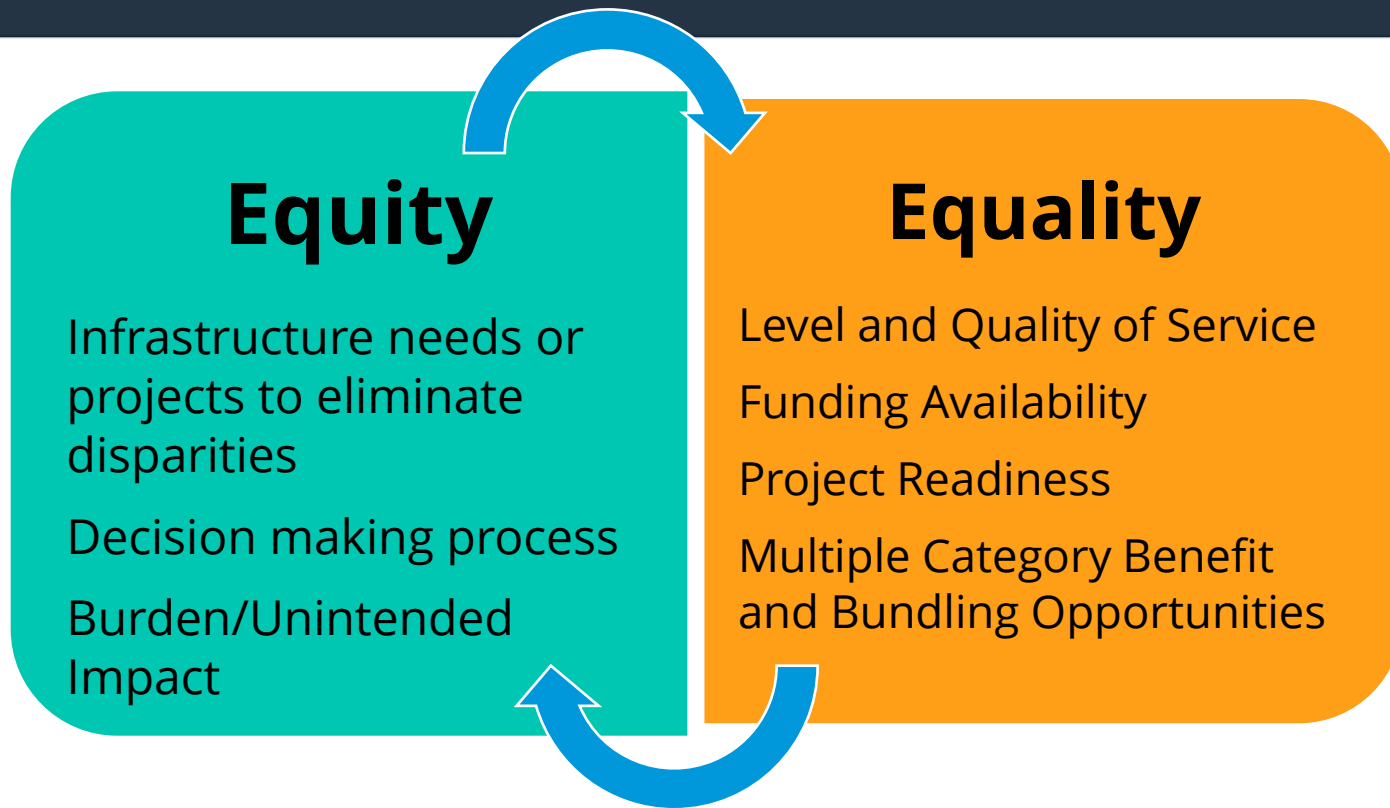 Equity
Infrastructure needs or
projects to eliminate
disparities
Decision making process
Burden/Unintended
Impact
Equality
Level and Quality of Service
Funding Availability
Project Readiness
Multiple Category Benefit
and Bundling Opportunities